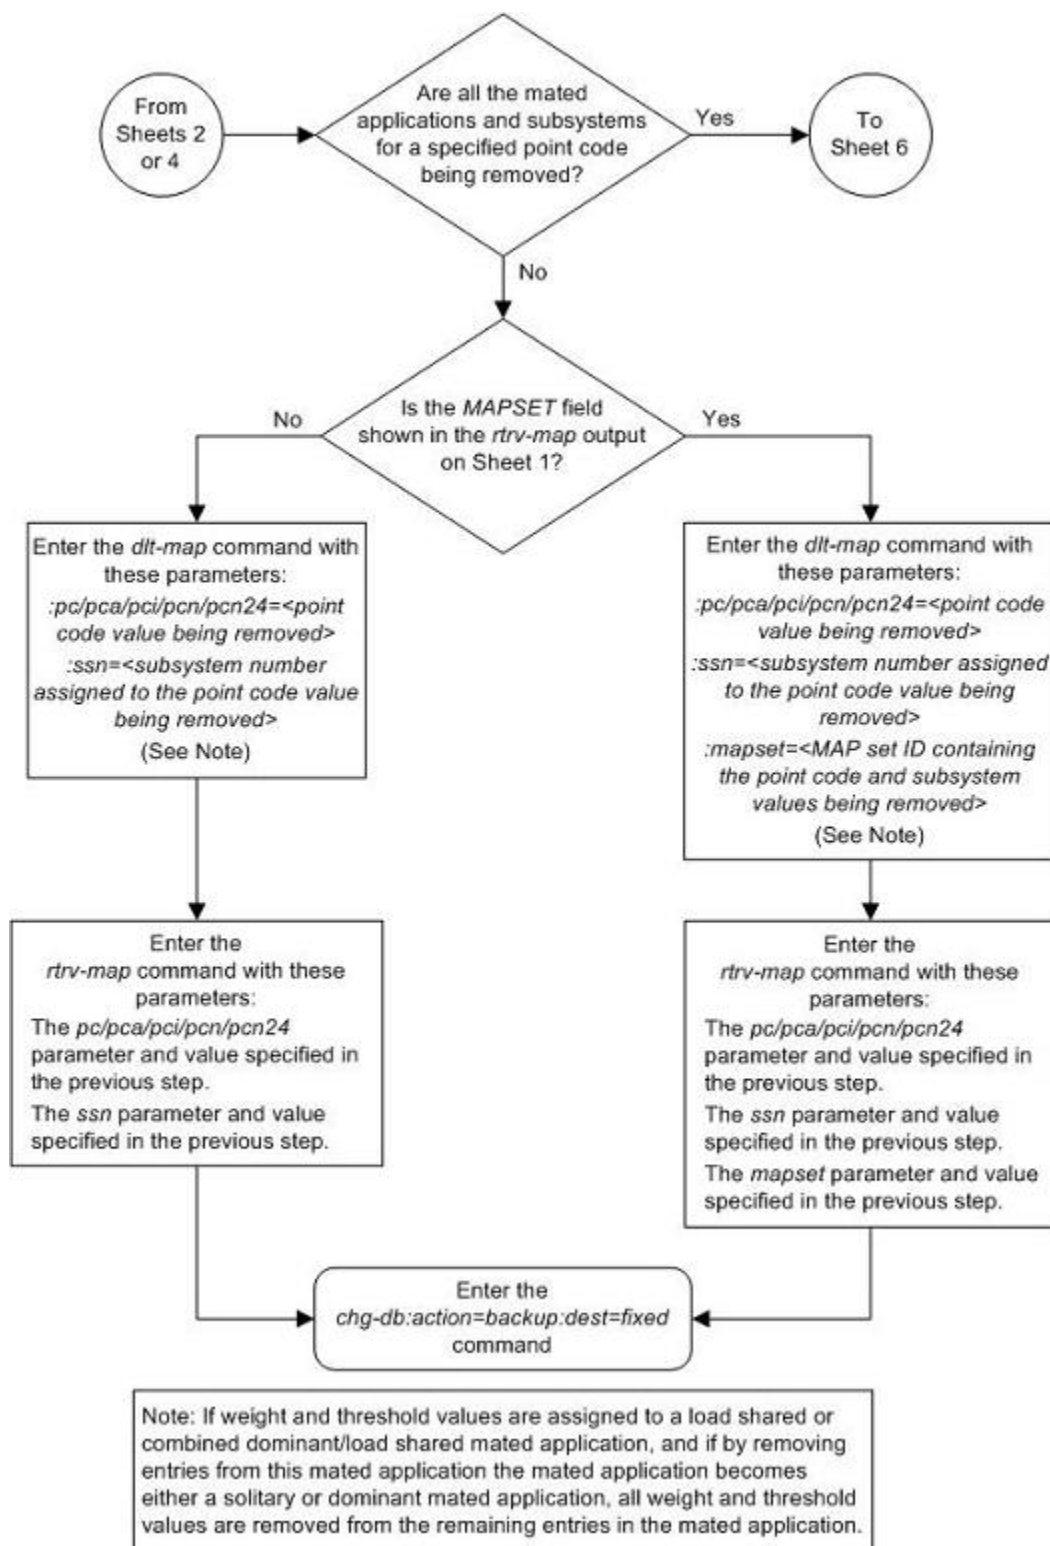 From
Sheets 2
or 4
Are all the mated
applications and subsystems
for a specified point code
being removed?
Yes
To
Sheet 6
No
Is the MAPSET field
shown in the rtrv-map output
on Sheet 1?
No
Yes
Enter the dlt-map command with
these parameters:
:pc/pca/pci/pcn/pcn24=<point
code value being removed>
:ssn=<subsystem number
assigned to the point code value
being removed>
(See Note)
Enter the dlt-map command with
these parameters:
:pc/pca/pci/pcn/pcn24=<point code
value being removed>
:ssn=<subsystem number assigned
to the point code value being
removed>
:mapset=<MAP set ID containing
the point code and subsystem
values being removed>
(See Note)
Enter the
rtrv-map command with these
parameters:
The pc/pca/pci/pcn/pcn24
parameter and value specified in
the previous step.
The ssn parameter and value
specified in the previous step.
Enter the
rtrv-map command with these
parameters:
The pc/pca/pci/pcn/pcn24
parameter and value specified in
the previous step.
The ssn parameter and value
specified in the previous step.
The mapset parameter and value
specified in the previous step.
Enter the
chg-db:action=backup:dest=fixed
command
Note: If weight and threshold values are assigned to a load shared or
combined dominant/load shared mated application, and if by removing
entries from this mated application the mated application becomes
either a solitary or dominant mated application, all weight and threshold
values are removed from the remaining entries in the mated application.